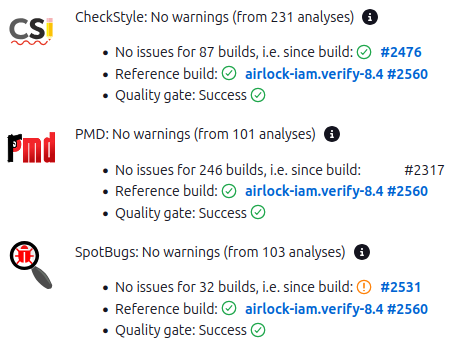 CSi
CheckStyle: No warnings (from 231 analyses) i
No issues for 87 builds, i.e. since build: #2476
Reference build: airlock-iam.verify-8.4 #2560
Quality gate: Success
Pmd
PMD: No warnings (from 101 analyses) i
No issues for 246 builds, i.e. since build: #2317
Reference build: airlock-iam.verify-8.4 #2560
Quality gate: Success
SpotBugs: No warnings (from 103 analyses) i
No issues for 32 builds, i.e. since build: #2531
Reference build: airlock-iam.verify-8.4 #2560
Quality gate: Success